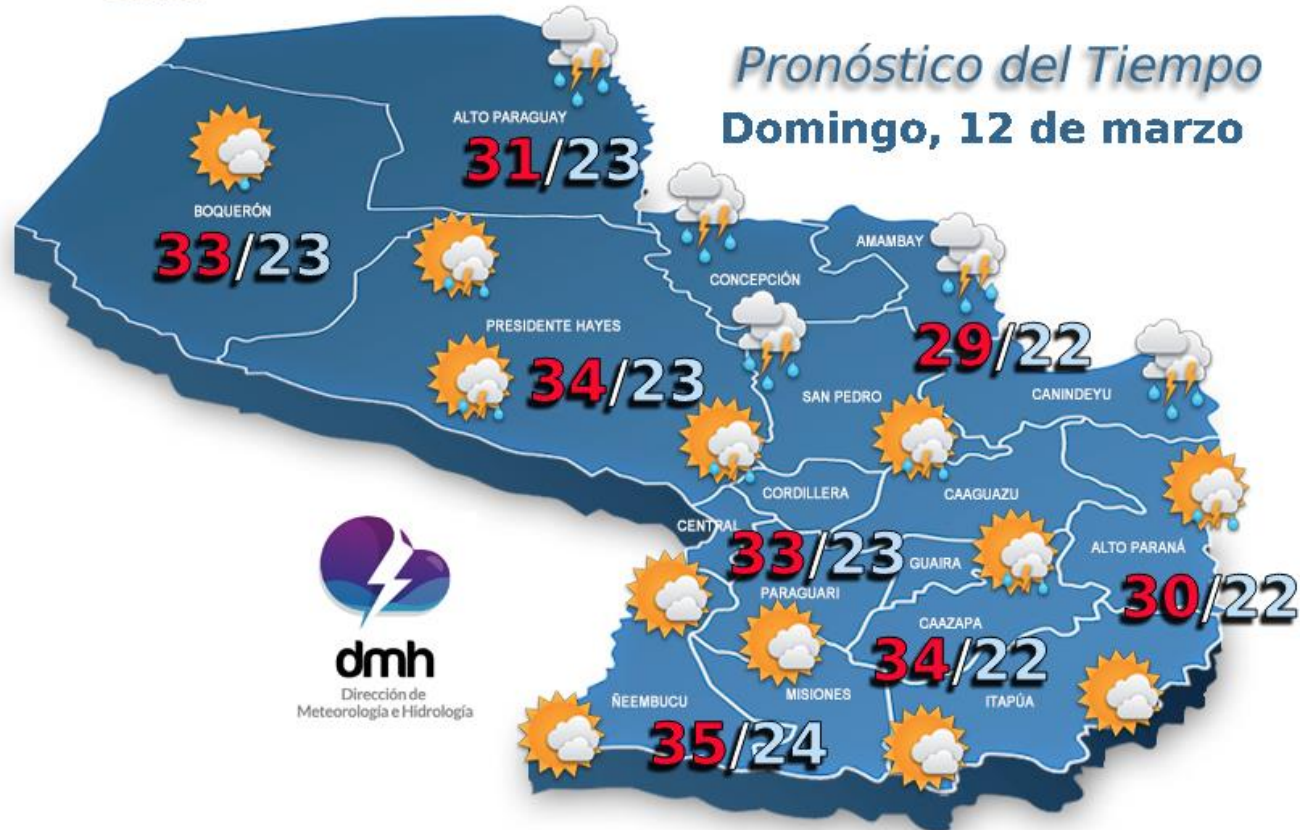 Pronóstico del Tiempo
Domingo, 12 de marzo
ALTO PARAGUAY
31/23
BOQUERÓN
33/23
AMAMBAY
CONCEPCIÓN
PRESIDENTE HAYES
29/22
34/23
SAN PEDRO
CANINDEYU
CORDILLERA
CAAGUAZU
CENTRAL
33/23
GUAIRA
ALTO PARANÁ
PARAGUARI
30/22
CAAZAPA
34/22
ÑEEMBUCU
MISIONES
ITAPÚA
35/24
dmh
Dirección de
Meteorología e Hidrología